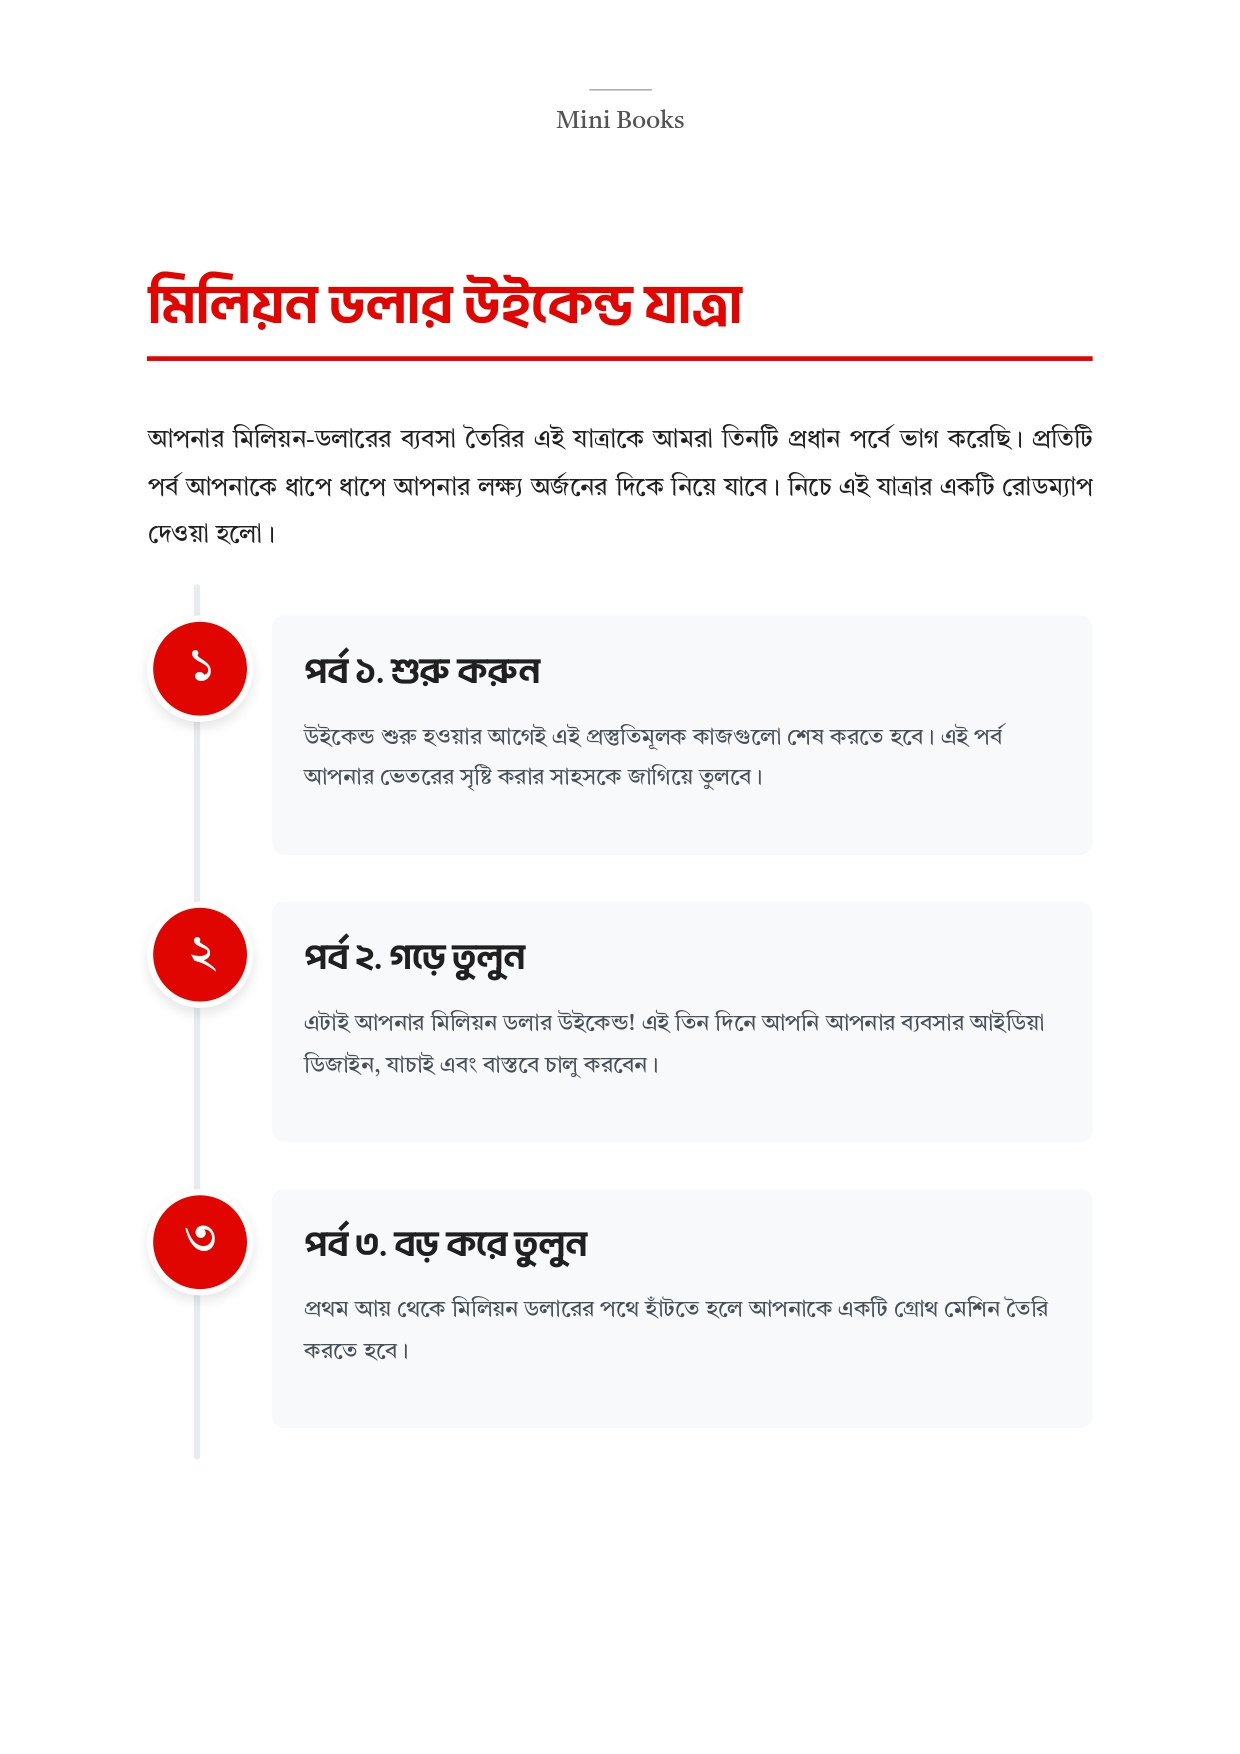 Mini Books
মিলিয়ন ডলার উইকেন্ড যাত্রা
আপনার মিলিয়ন-ডলারের ব্যবসা তৈরির এই যাত্রাকে আমরা তিনটি প্রধান পর্বে ভাগ করেছি। প্রতিটি
পর্ব আপনাকে ধাপে ধাপে আপনার লক্ষ্য অর্জনের দিকে নিয়ে যাবে। নিচে এই যাত্রার একটি রোডম্যাপ
দেওয়া হলো।
১
পর্ব ১. শুরু করুন
উইকেন্ড শুরু হওয়ার আগেই এই প্রস্তুতিমূলক কাজগুলো শেষ করতে হবে। এই পর্ব
আপনার ভেতরের সৃষ্টি করার সাহসকে জাগিয়ে তুলবে।
২
পর্ব ২. গড়ে তুলুন
এটাই আপনার মিলিয়ন ডলার উইকেন্ড! এই তিন দিনে আপনি আপনার ব্যবসার আইডিয়া
ডিজাইন, যাচাই এবং বাস্তবে চালু করবেন।
৩
পর্ব ৩. বড় করে তুলুন
প্রথম আয় থেকে মিলিয়ন ডলারের পথে হাঁটতে হলে আপনাকে একটি গ্রোথ মেশিন তৈরি
করতে হবে।